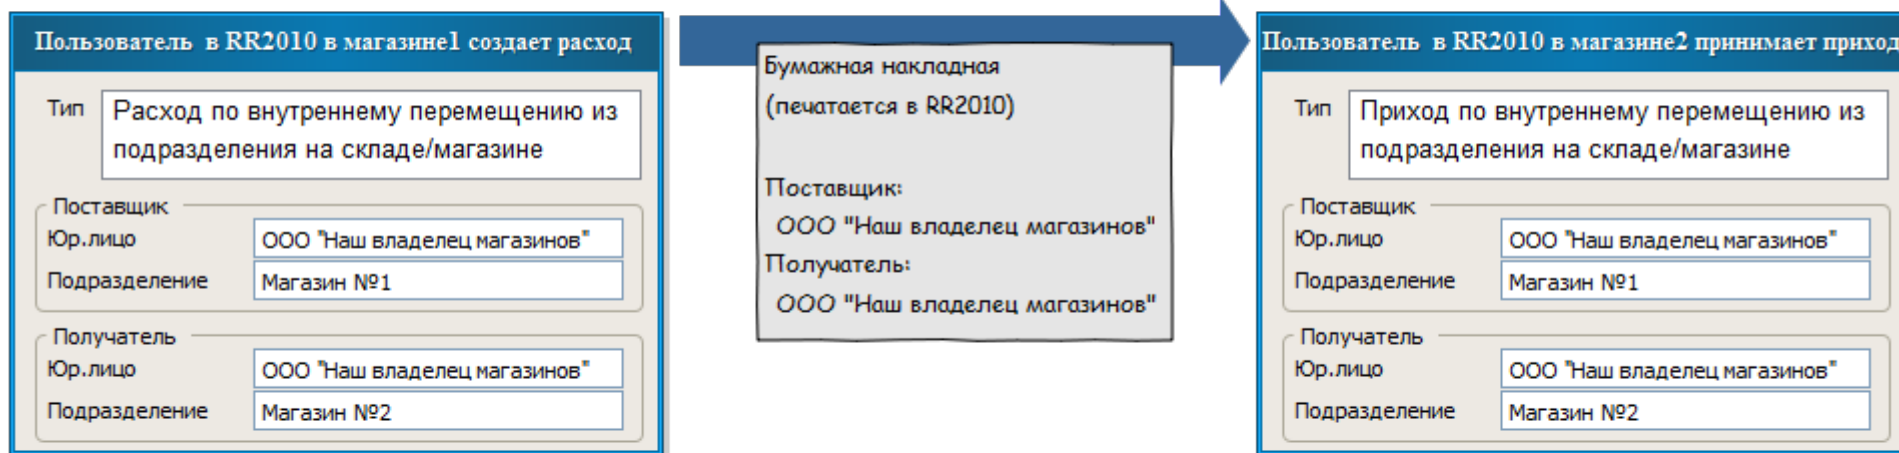 Пользователь в RR2010 в магазине1 создает расход
Тип
Расход по внутреннему перемещению из
подразделения на складе/магазине
Поставщик
Юр.лицо
ООО "Наш владелец магазинов"
Подразделение
Магазин №1
Получатель
Юр.лицо
ООО "Наш владелец магазинов"
Подразделение
Магазин №2
Бумажная накладная
(печатается в RR2010)
Поставщик:
ООО "Наш владелец магазинов"
Получатель:
ООО "Наш владелец магазинов"
Пользователь в RR2010 в магазине2 принимает приход
Тип
Приход по внутреннему перемещению из
подразделения на складе/магазине
Поставщик
Юр.лицо
ООО "Наш владелец магазинов"
Подразделение
Магазин №1
Получатель
Юр.лицо
ООО "Наш владелец магазинов"
Подразделение
Магазин №2